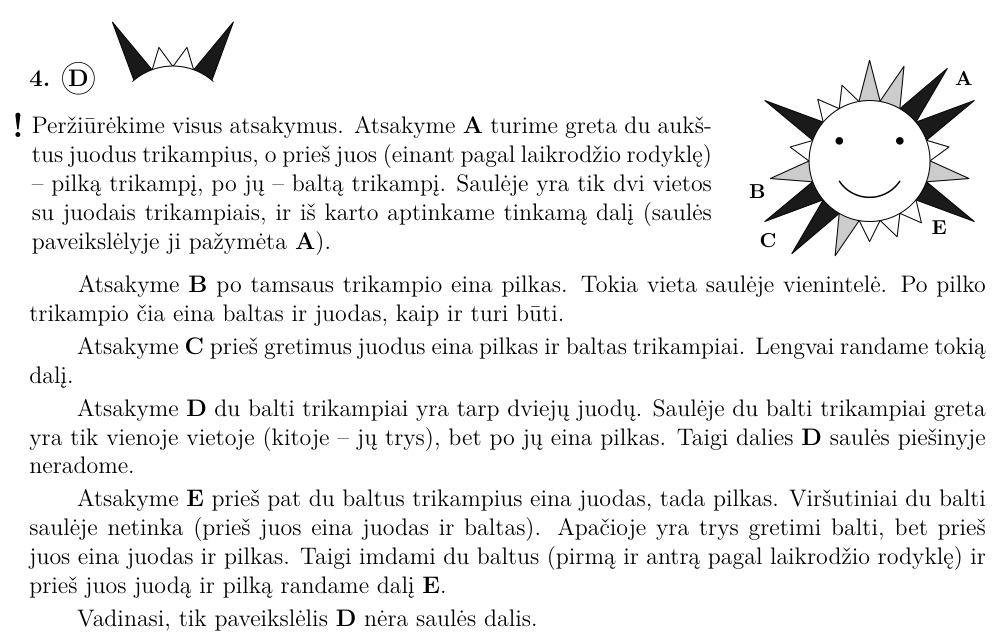 4. D
! Peržiūrėkime visus atsakymus. Atsakyme A turime greta du aukš-
tus juodus trikampius, o prieš juos (einant pagal laikrodžio rodyklę)
– pilką trikampį, po jų – baltą trikampį. Saulėje yra tik dvi vietos
su juodais trikampiais, ir iš karto aptinkame tinkamą dalį (saulės
paveikslėlyje ji pažymėta A).
A
B
C
E
Atsakyme B po tamsaus trikampio eina pilkas. Tokia vieta saulėje vienintelė. Po pilko
trikampio čia eina baltas ir juodas, kaip ir turi būti.
Atsakyme C prieš gretimus juodus eina pilkas ir baltas trikampiai. Lengvai randame tokią
dalį.
Atsakyme D du balti trikampiai yra tarp dviejų juodų. Saulėje du balti trikampiai greta
yra tik vienoje vietoje (kitoje – jų trys), bet po jų eina pilkas. Taigi dalies D saulės piešinyje
neradome.
Atsakyme E prieš pat du baltus trikampius eina juodas, tada pilkas. Viršutiniai du balti
saulėje netinka (prieš juos eina juodas ir baltas). Apačioje yra trys gretimi balti, bet prieš
juos eina juodas ir pilkas. Taigi imdami du baltus (pirmą ir antrą pagal laikrodžio rodyklę) ir
prieš juos juodą ir pilką randame dalį E.
Vadinasi, tik paveikslėlis D nėra saulės dalis.